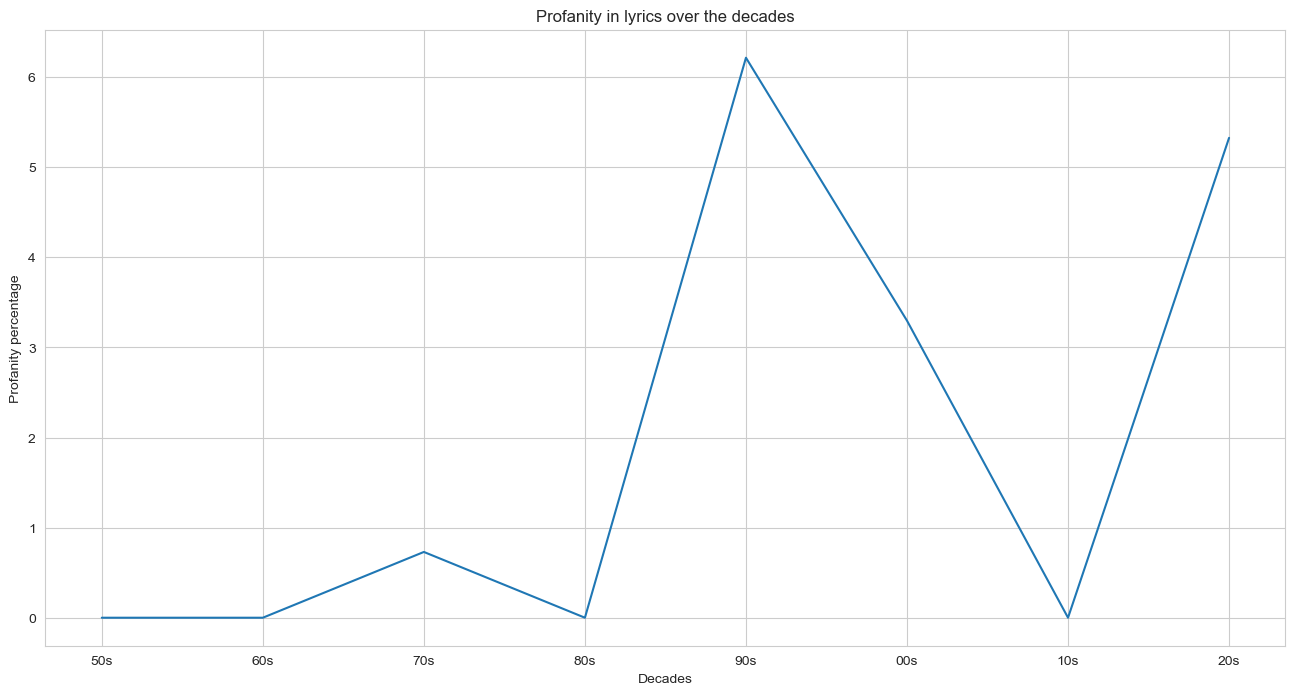 Profanity in lyrics over the decades
Profanity percentage
6
5
4
3
2
1
0
50s
60s
70s
80s
90s
00s
10s
20s
Decades